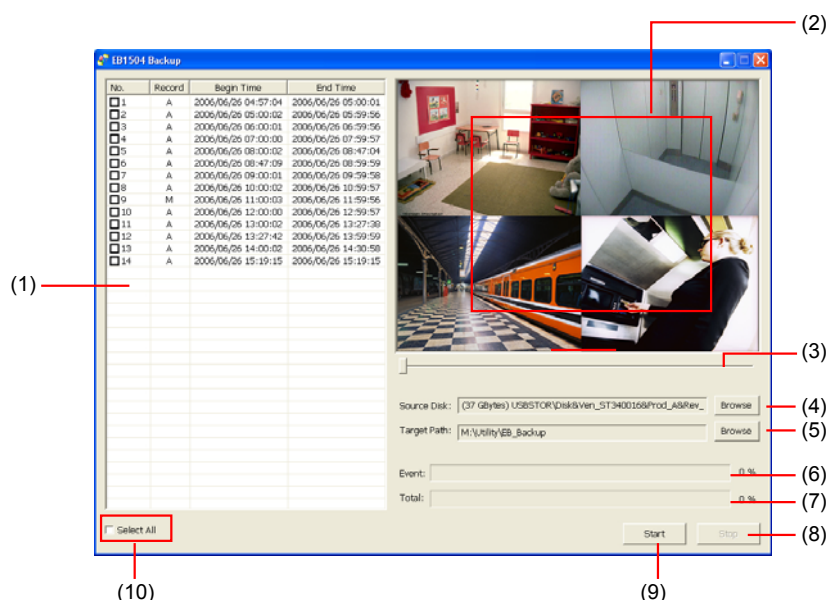 (2)
EB1504 Backup
No. Record Begin Time End Time
1 A 2006/06/26 04:57:04 2006/06/26 05:00:01
2 A 2006/06/26 05:00:02 2006/06/26 05:59:56
3 A 2006/06/26 06:00:01 2006/06/26 06:59:56
4 A 2006/06/26 07:00:00 2006/06/26 07:59:57
5 A 2006/06/26 08:00:02 2006/06/26 08:47:04
6 A 2006/06/26 08:47:09 2006/06/26 08:59:59
7 A 2006/06/26 09:00:01 2006/06/26 09:59:58
8 A 2006/06/26 10:00:02 2006/06/26 10:59:57
9 M 2006/06/26 11:00:03 2006/06/26 11:59:56
10 A 2006/06/26 12:00:00 2006/06/26 12:59:57
11 A 2006/06/26 13:00:02 2006/06/26 13:27:38
12 A 2006/06/26 13:27:42 2006/06/26 13:59:59
13 A 2006/06/26 14:00:02 2006/06/26 14:30:58
14 A 2006/06/26 15:19:15 2006/06/26 15:19:15
(1)
(3)
Source Disk: (37 GBytes) USBSTOR\Disk&Ven_ST340016&Prod_A&Rev_ Browse (4)
Target Path: M:\Utility\EB_Backup Browse (5)
Event: 0 % (6)
Total: 0 % (7)
Select All Start Stop (8)
(10) (9)